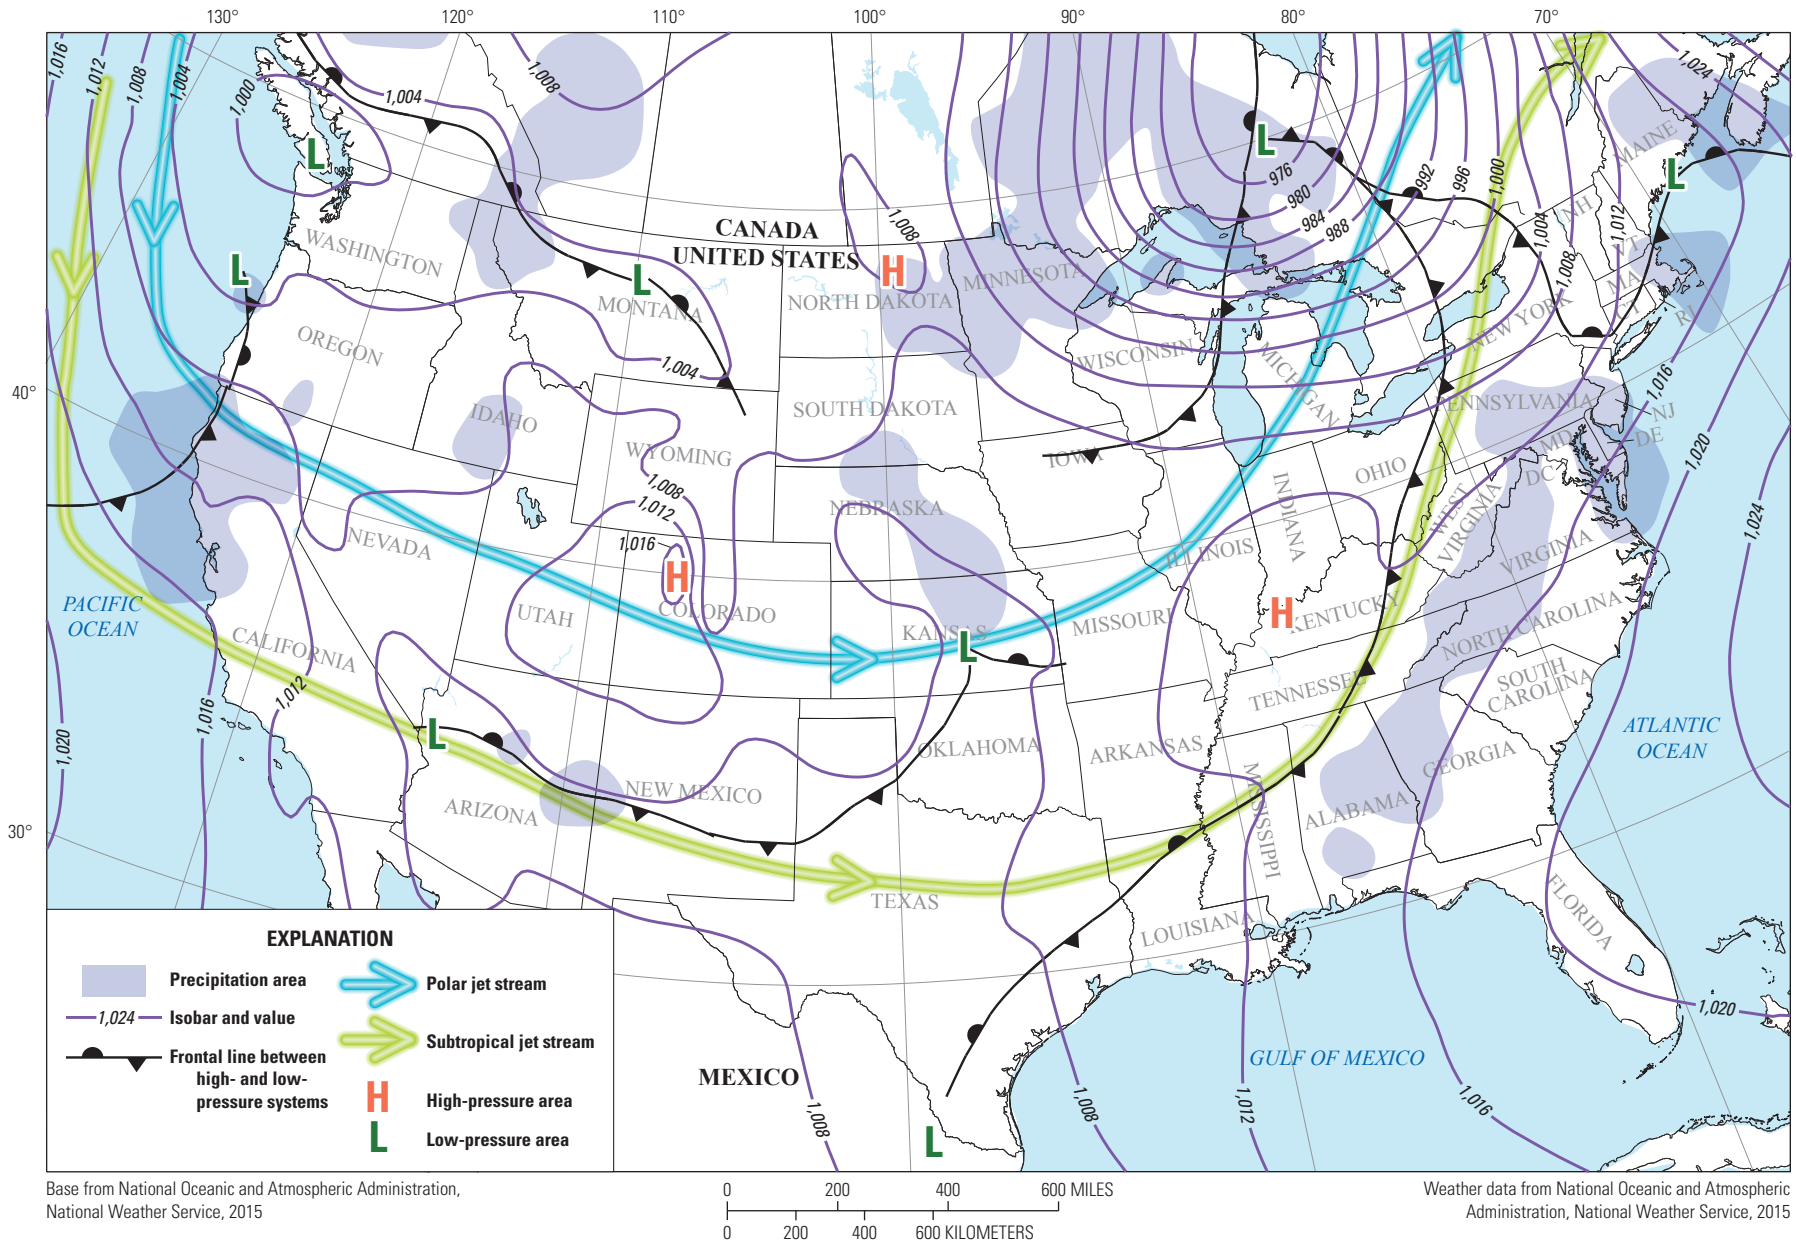 130°
120°
110°
100°
90°
80°
70°
40°
30°
1,016
1,012
1,008
1,004
1,000
1,004
1,008
1,008
976
980
984
988
992
996
1,000
1,004
1,008
1,012
1,024
1,016
1,020
1,024
1,004
1,008
1,012
1,016
1,012
1,016
1,020
1,008
1,008
1,012
1,016
1,020
L
L
L
L
L
L
L
L
H
H
H
CANADA
UNITED STATES
MEXICO
WASHINGTON
OREGON
IDAHO
MONTANA
NORTH DAKOTA
SOUTH DAKOTA
MINNESOTA
WISCONSIN
MICHIGAN
WYOMING
NEBRASKA
IOWA
ILLINOIS
INDIANA
OHIO
PENNSYLVANIA
NEW YORK
MAINE
NH
VT
MA
CT
RI
NJ
DE
MD
DC
WEST
VIRGINIA
VIRGINIA
NORTH CAROLINA
SOUTH
CAROLINA
GEORGIA
FLORIDA
ALABAMA
MISSISSIPPI
TENNESSEE
KENTUCKY
MISSOURI
ARKANSAS
LOUISIANA
TEXAS
OKLAHOMA
KANSAS
COLORADO
NEW MEXICO
ARIZONA
UTAH
NEVADA
CALIFORNIA
PACIFIC
OCEAN
ATLANTIC
OCEAN
GULF OF MEXICO
EXPLANATION
Precipitation area
1,024 Isobar and value
Frontal line between
high- and low-
pressure systems
Polar jet stream
Subtropical jet stream
H High-pressure area
L Low-pressure area
Base from National Oceanic and Atmospheric Administration,
National Weather Service, 2015
0 200 400 600 MILES
0 200 400 600 KILOMETERS
Weather data from National Oceanic and Atmospheric
Administration, National Weather Service, 2015